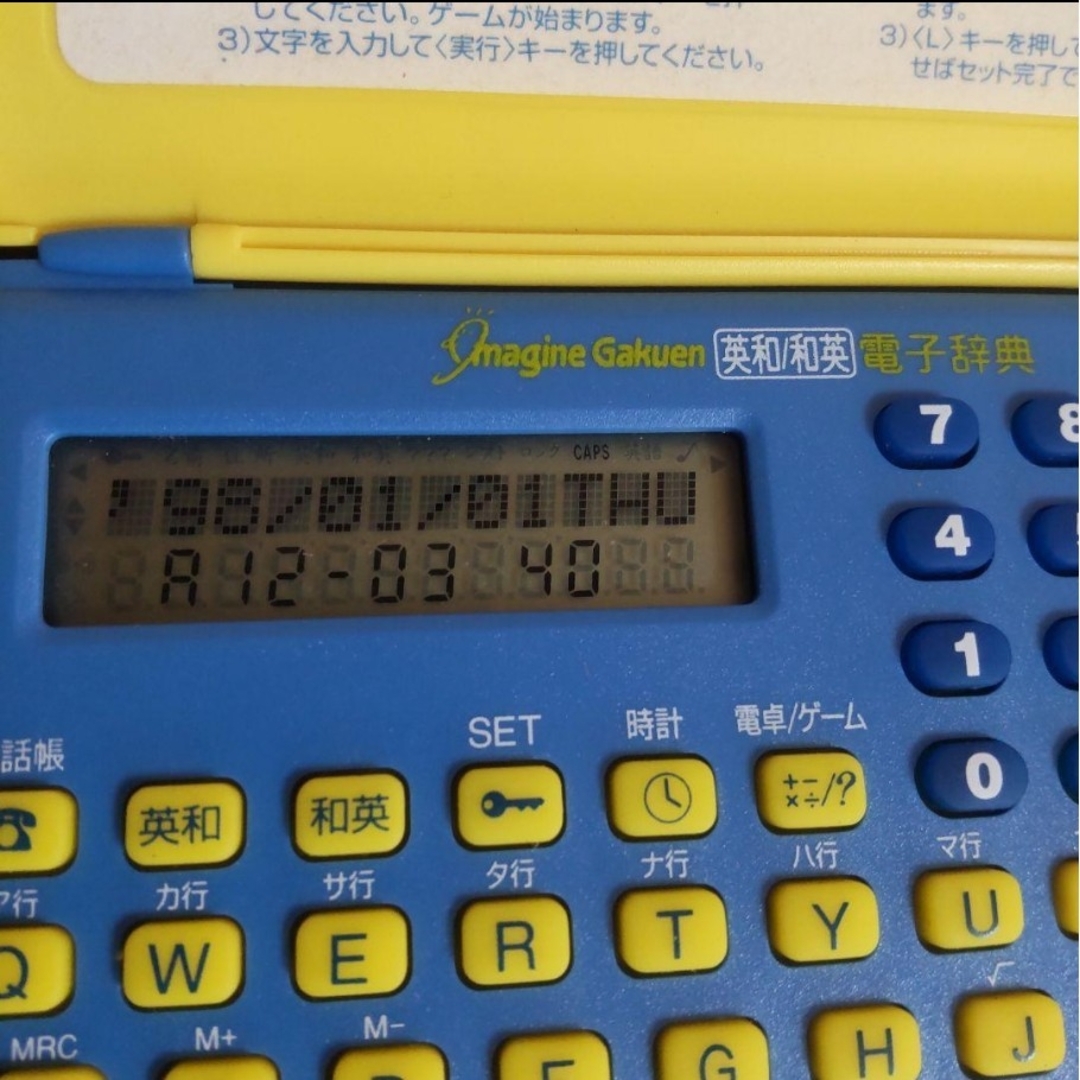 してください。ゲームが始まります。
3)文字を入力して〈実行〉キーを押してください。
ます。
3)〈L〉キーを押して
せばセット完了で
Imagine Gakuen 英和/和英 電子辞典
CAPS
'98/01/01THU
A12-03 40
7 8
4
1
0
話帳 SET 時計 電卓/ゲーム
英和 和英 +−×÷/?
ア行 カ行 サ行 タ行 ナ行 ハ行 マ行
Q W E R T Y U
MRC M+ M− √
F G H J